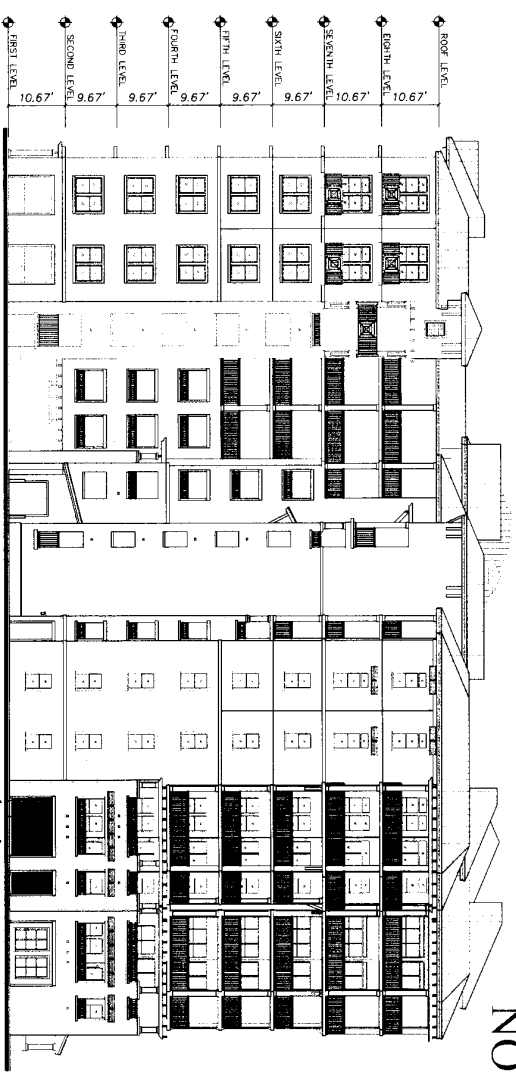 ROOF LEVEL
10.67'
EIGHTH LEVEL
10.67'
SEVENTH LEVEL
9.67'
SIXTH LEVEL
9.67'
FIFTH LEVEL
9.67'
FOURTH LEVEL
9.67'
THIRD LEVEL
9.67'
SECOND LEVEL
10.67'
FIRST LEVEL
ON